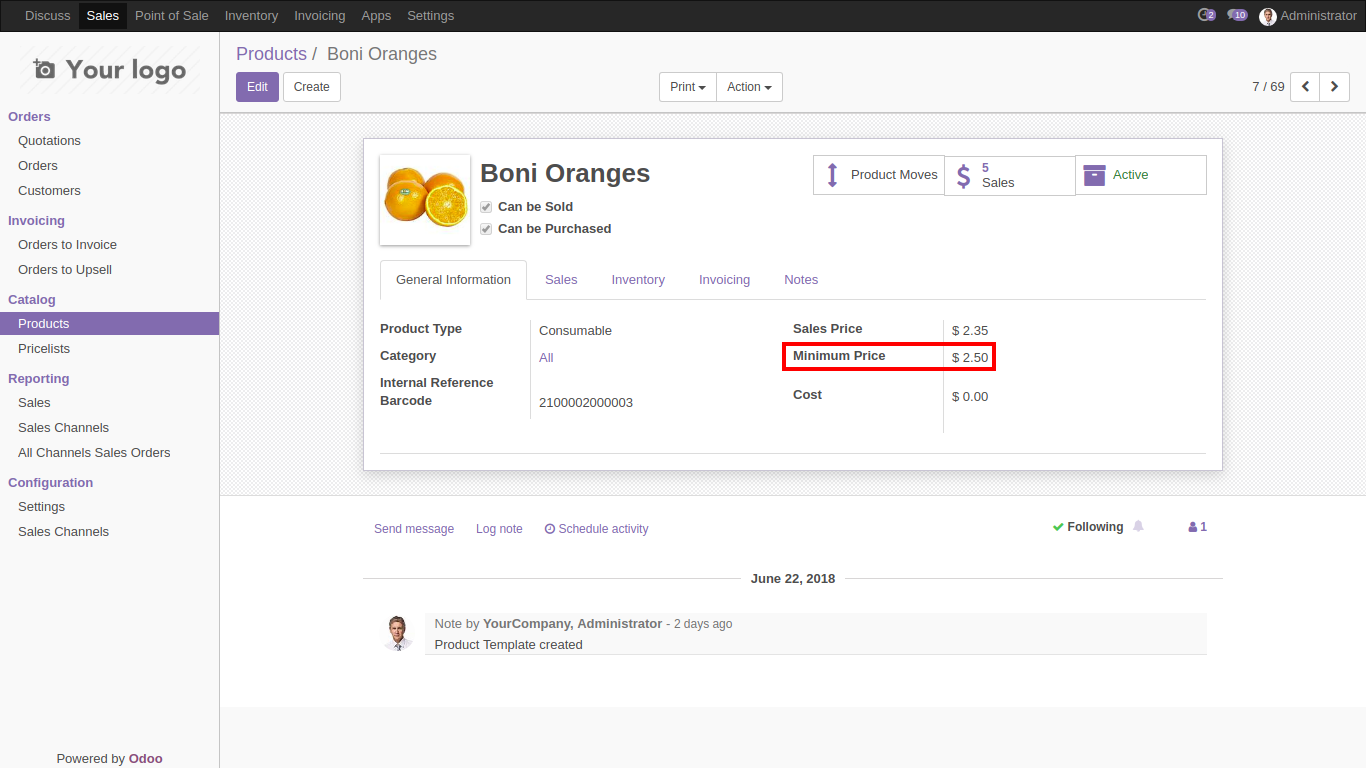 Discuss Sales Point of Sale Inventory Invoicing Apps Settings 2 10 Administrator
Your logo
Products / Boni Oranges
Edit Create Print Action 7 / 69
Orders
Quotations
Orders
Customers
Invoicing
Orders to Invoice
Orders to Upsell
Catalog
Products
Pricelists
Reporting
Sales
Sales Channels
All Channels Sales Orders
Configuration
Settings
Sales Channels
Powered by Odoo
Boni Oranges
Can be Sold
Can be Purchased
Product Moves
5
Sales
Active
General Information Sales Inventory Invoicing Notes
Product Type Consumable
Category All
Internal Reference
Barcode 2100002000003
Sales Price $ 2.35
Minimum Price $ 2.50
Cost $ 0.00
Send message Log note Schedule activity Following 1
June 22, 2018
Note by YourCompany, Administrator - 2 days ago
Product Template created